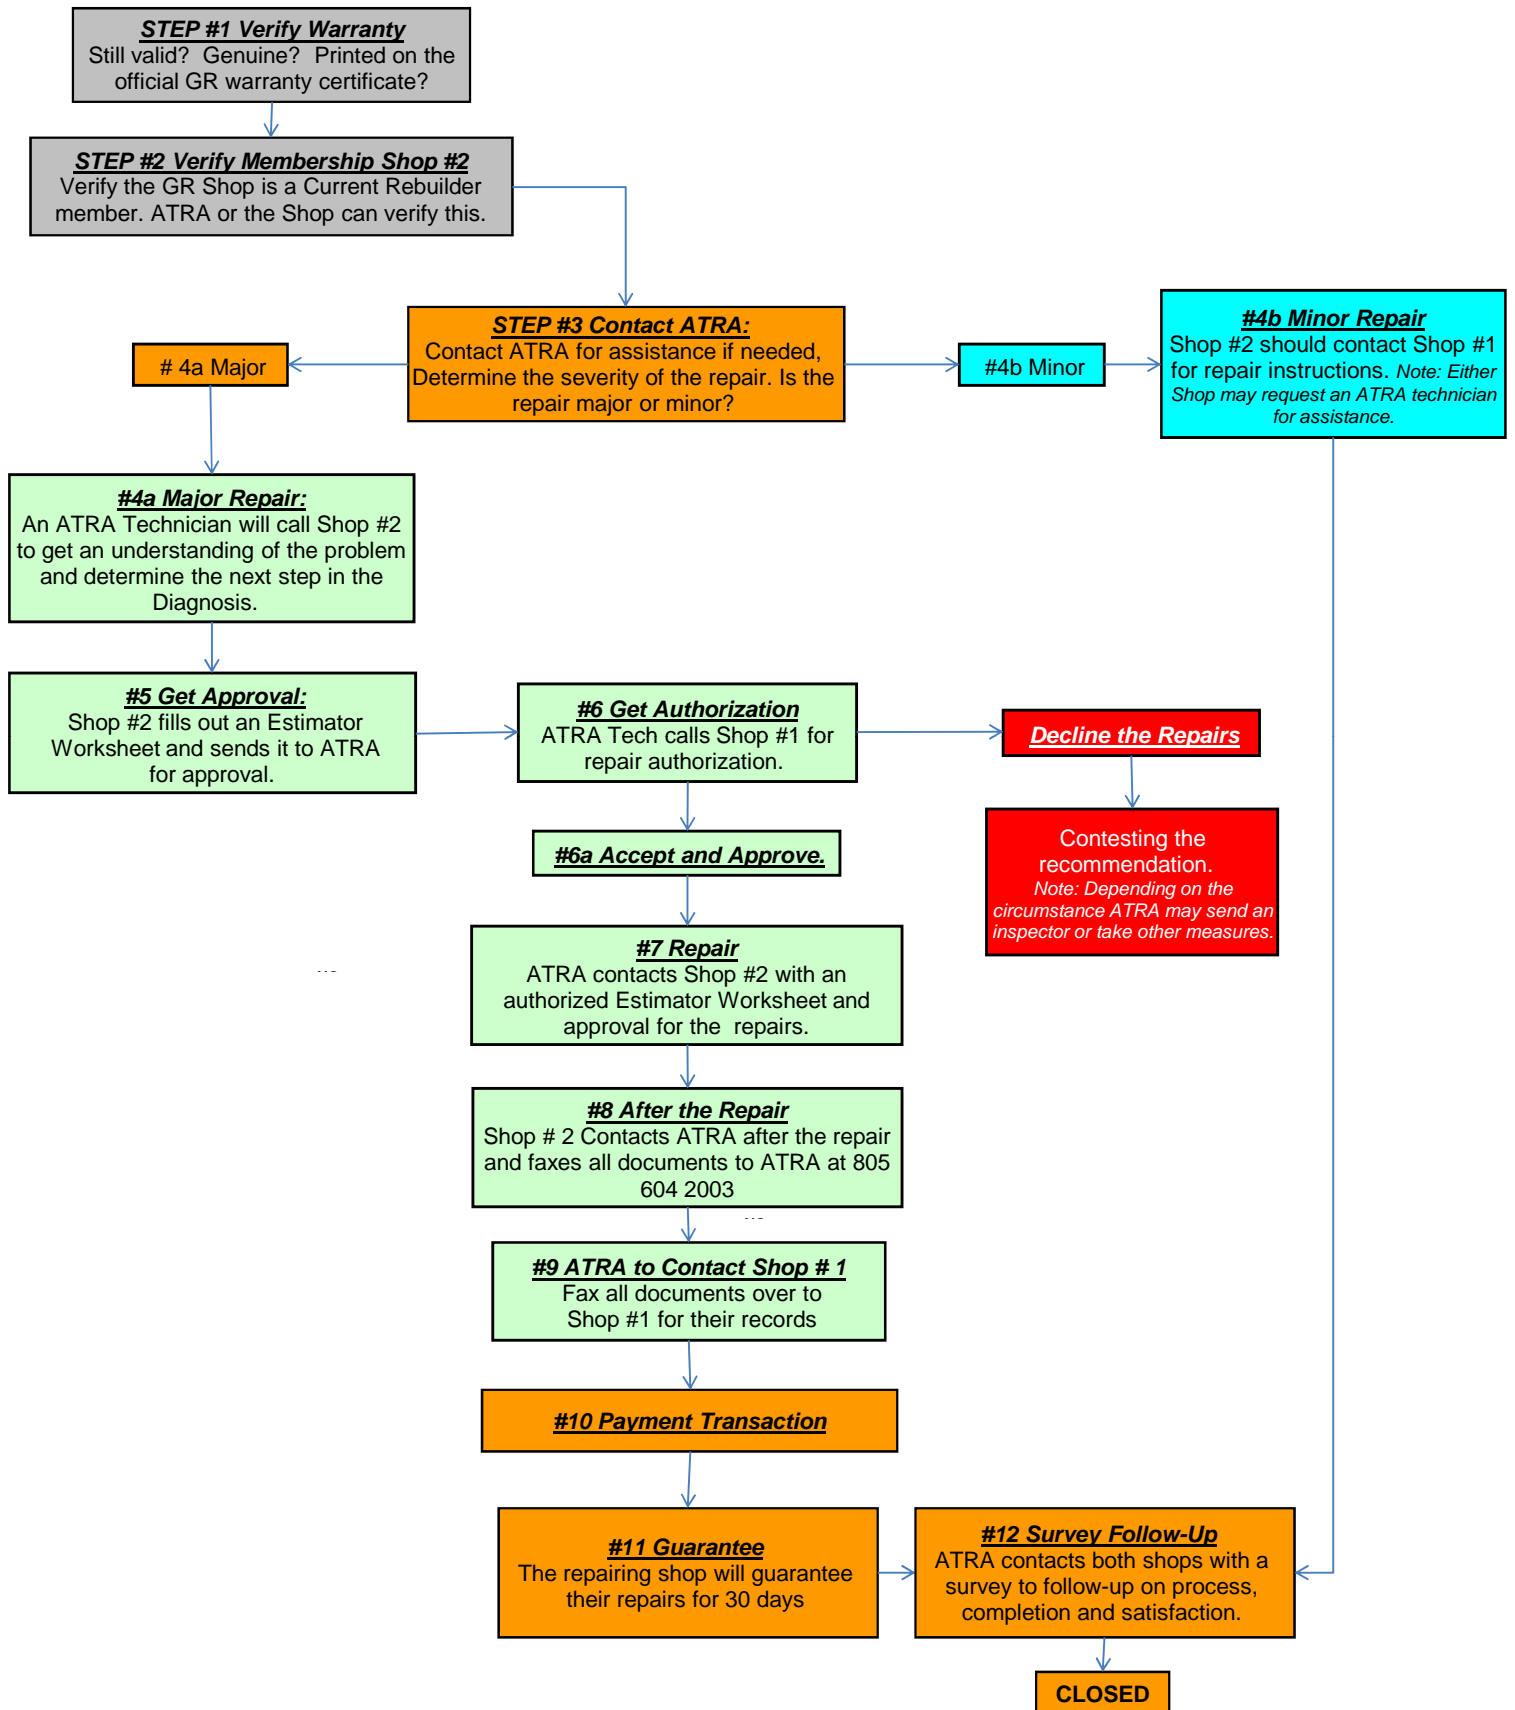 STEP #1 Verify Warranty
Still valid?  Genuine?  Printed on the
official GR warranty certificate?
STEP #2 Verify Membership Shop #2
Verify the GR Shop is a Current Rebuilder
member. ATRA or the Shop can verify this.
STEP #3 Contact ATRA:
Contact ATRA for assistance if needed,
Determine the severity of the repair. Is the
repair major or minor?
# 4a Major
#4b Minor
#4b Minor Repair
Shop #2 should contact Shop #1
for repair instructions. Note: Either
Shop may request an ATRA technician
for assistance.
#4a Major Repair:
An ATRA Technician will call Shop #2
to get an understanding of the problem
and determine the next step in the
Diagnosis.
#5 Get Approval:
Shop #2 fills out an Estimator
Worksheet and sends it to ATRA
for approval.
#6 Get Authorization
ATRA Tech calls Shop #1 for
repair authorization.
Decline the Repairs
Contesting the
recommendation.
Note: Depending on the
circumstance ATRA may send an
inspector or take other measures.
#6a Accept and Approve.
#7 Repair
ATRA contacts Shop #2 with an
authorized Estimator Worksheet and
approval for the  repairs.
#8 After the Repair
Shop # 2 Contacts ATRA after the repair
and faxes all documents to ATRA at 805
604 2003
#9 ATRA to Contact Shop # 1
Fax all documents over to
Shop #1 for their records
#10 Payment Transaction
#11 Guarantee
The repairing shop will guarantee
their repairs for 30 days
#12 Survey Follow-Up
ATRA contacts both shops with a
survey to follow-up on process,
completion and satisfaction.
CLOSED